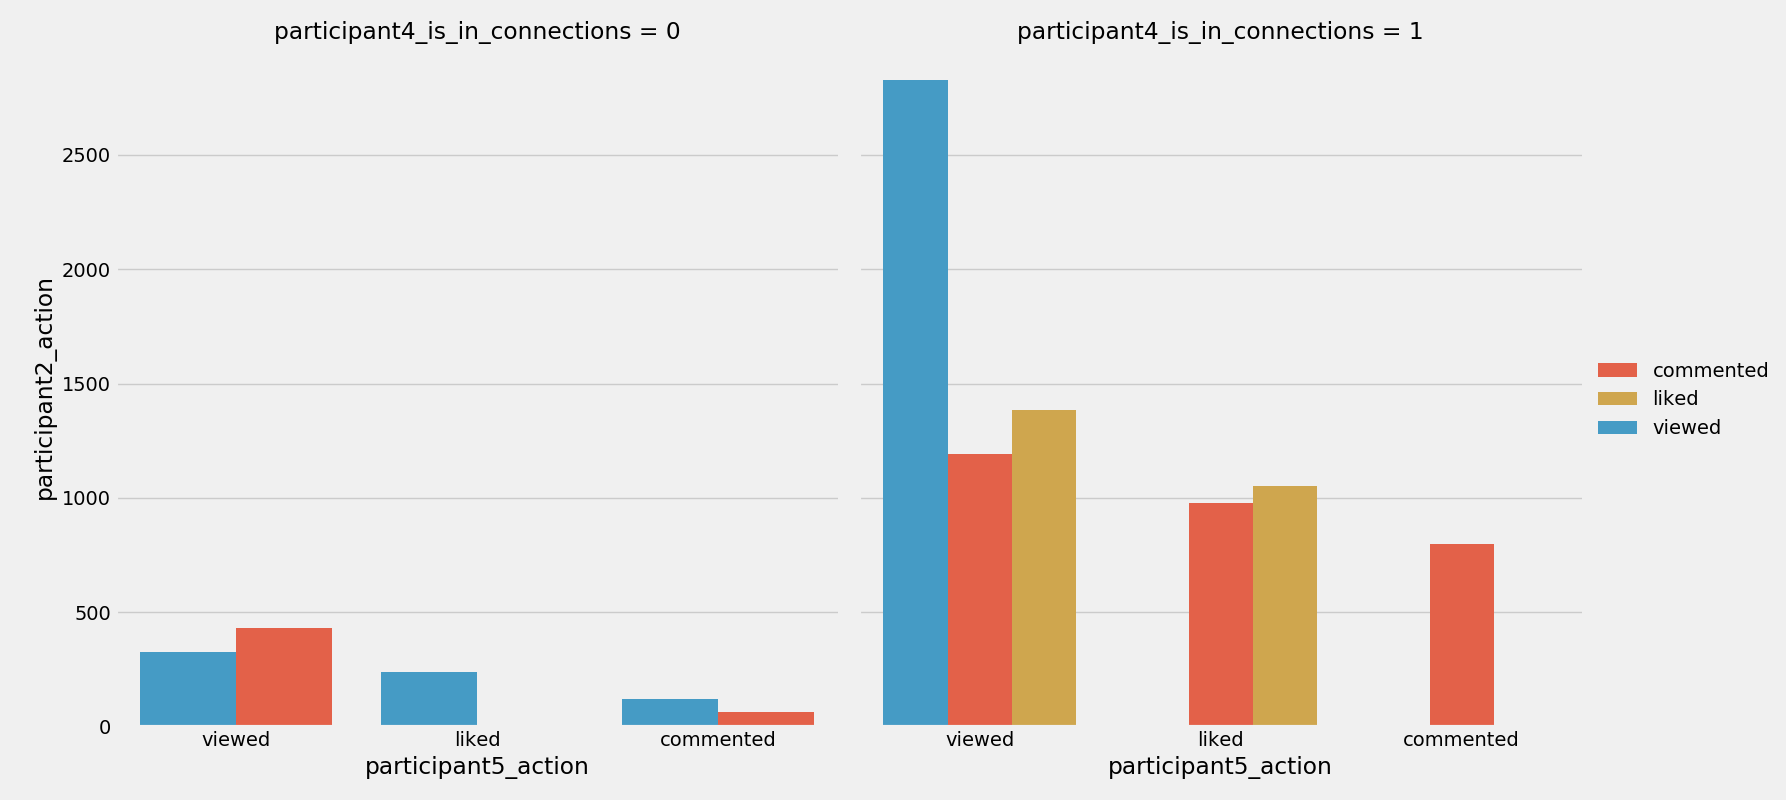 participant4_is_in_connections = 0
participant4_is_in_connections = 1
participant2_action
2500
2000
1500
1000
500
0
viewed
liked
commented
participant5_action
viewed
liked
commented
participant5_action
commented
liked
viewed